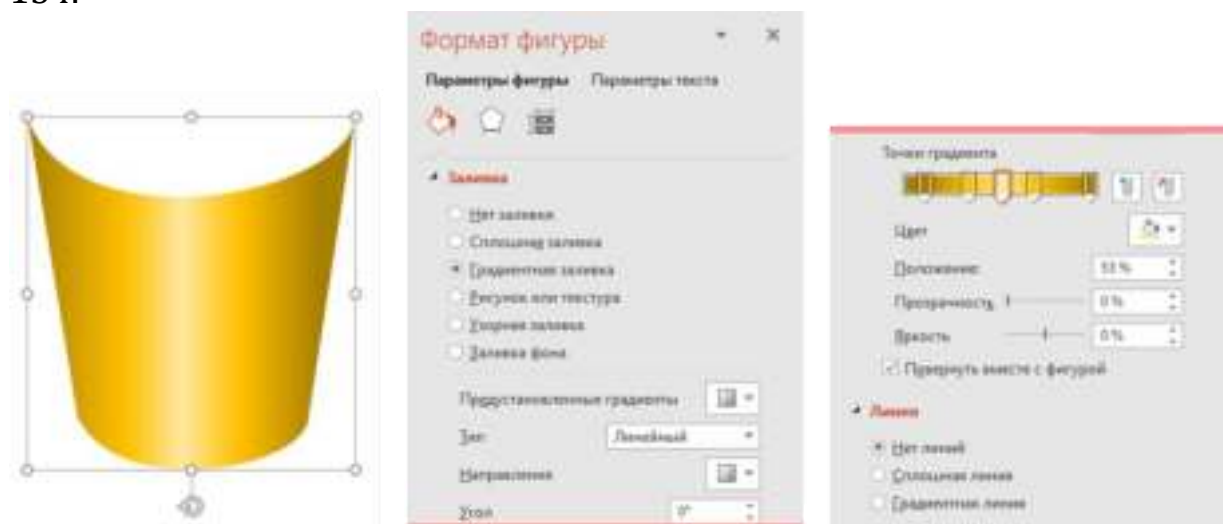 Формат фигуры
Параметры фигуры Параметры текста
Заливка
Нет заливки
Сплошная заливка
Градиентная заливка
Рисунок или текстура
Узорная заливка
Заливка фона
Предустановленные градиенты
Тип Линейный
Направление
Угол 0°
Точки градиента
Цвет
Положение 53 %
Прозрачность 0 %
Яркость 0 %
Повернуть вместе с фигурой
Линия
Нет линий
Сплошная линия
Градиентная линия